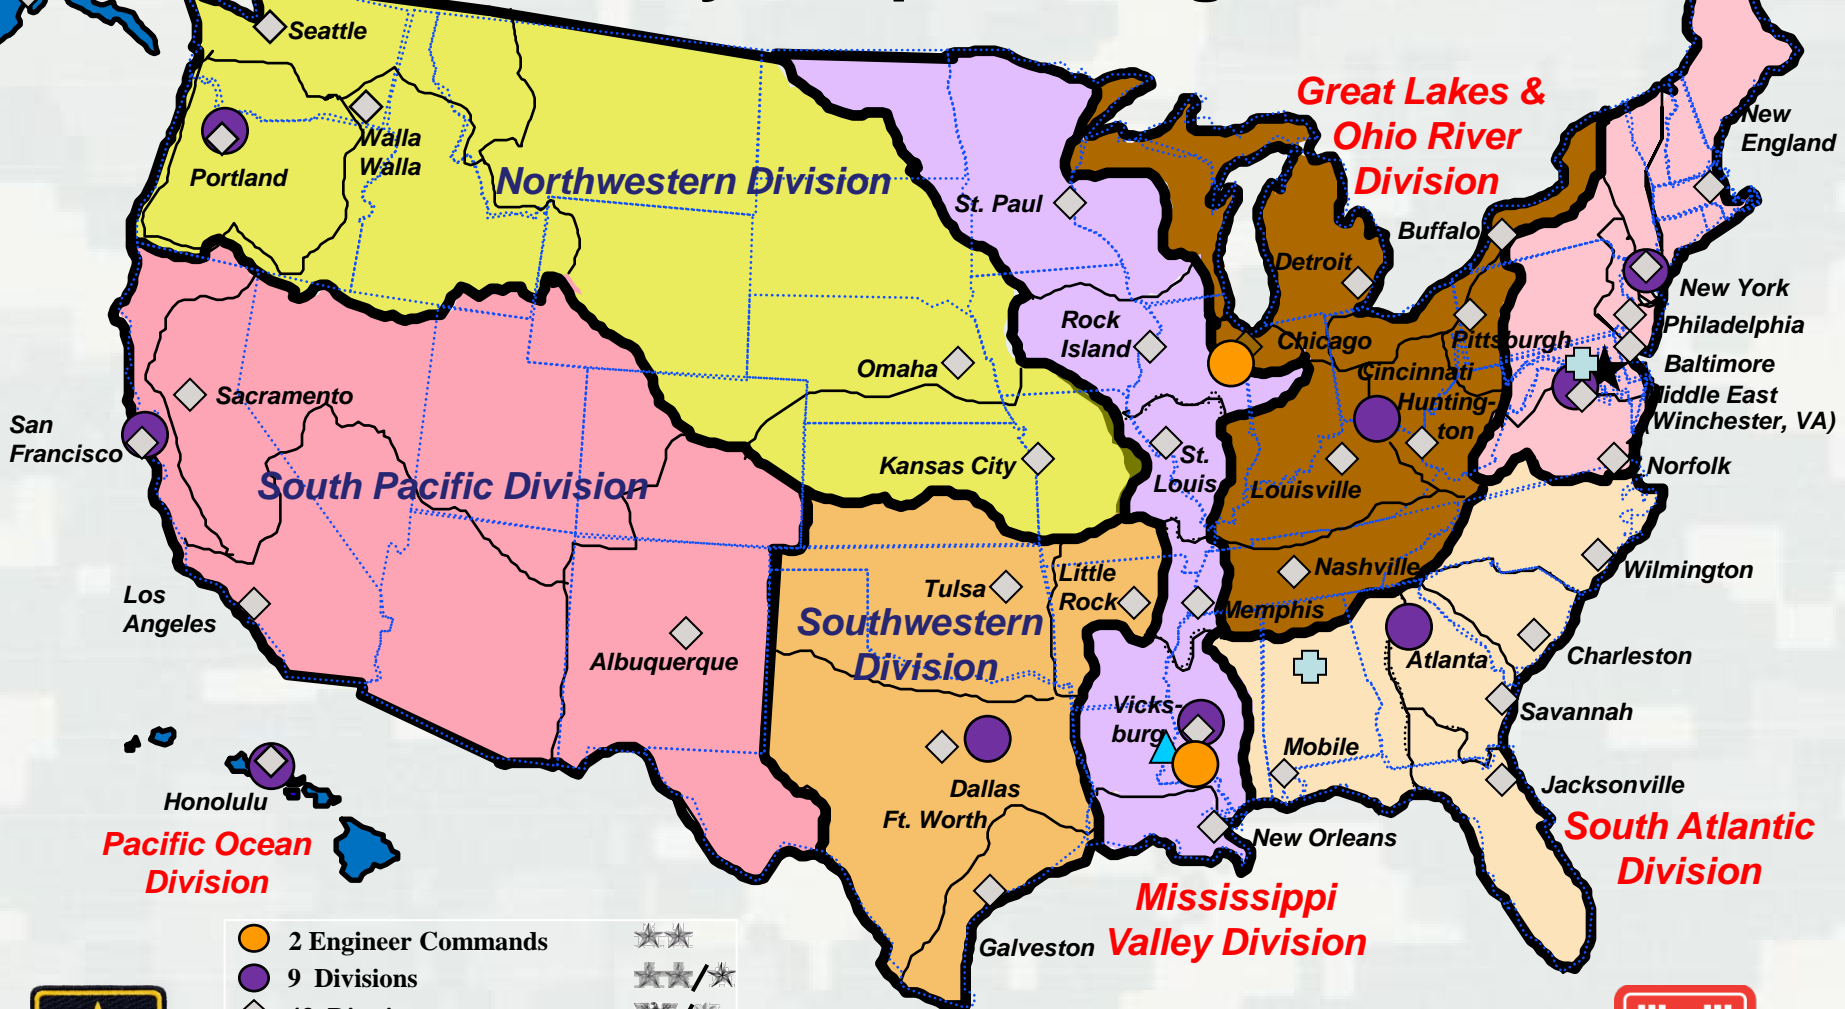 Seattle
Walla
Walla
Portland
Northwestern Division
St. Paul
Great Lakes &
Ohio River
Division
New
England
Buffalo
Detroit
New York
Rock
Island
Chicago
Pittsburgh
Philadelphia
Omaha
Cincinnati
Baltimore
Sacramento
Hunting-
ton
iddle East
(Winchester, VA)
San
Francisco
Kansas City
St.
Louis
Louisville
Norfolk
South Pacific Division
Los
Angeles
Tulsa
Little
Rock
Nashville
Wilmington
Memphis
Southwestern
Division
Albuquerque
Atlanta
Charleston
Vicks-
burg
Savannah
Mobile
Honolulu
Dallas
Jacksonville
Ft. Worth
New Orleans
Pacific Ocean
Division
South Atlantic
Division
Mississippi
Valley Division
Galveston
2 Engineer Commands
9 Divisions